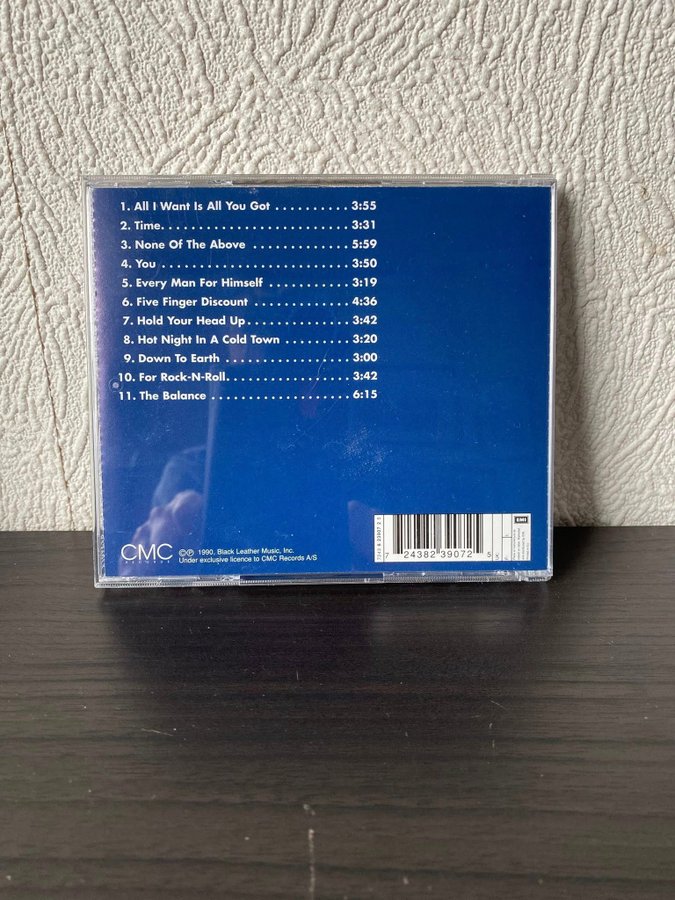 1. All I Want Is All You Got .......... 3:55
2. Time......................... 3:31
3. None Of The Above ............. 5:59
4. You ......................... 3:50
5. Every Man For Himself ........... 3:19
6. Five Finger Discount ............. 4:36
7. Hold Your Head Up.............. 3:42
8. Hot Night In A Cold Town ......... 3:20
9. Down To Earth ................. 3:00
10. For Rock-N-Roll................. 3:42
11. The Balance ................... 6:15
CMC
RECORDS
©℗ 1990, Black Leather Music, Inc.
Under exclusive licence to CMC Records A/S
7 24382 39072 5
EMI